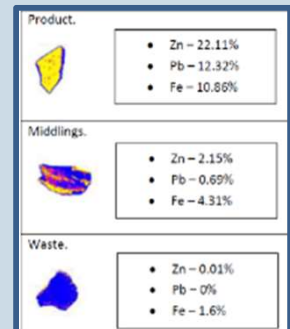 Product.
• Zn – 22.11%
• Pb – 12.32%
• Fe – 10.86%
Middlings.
• Zn – 2.15%
• Pb – 0.69%
• Fe – 4.31%
Waste.
• Zn – 0.01%
• Pb – 0%
• Fe – 1.6%